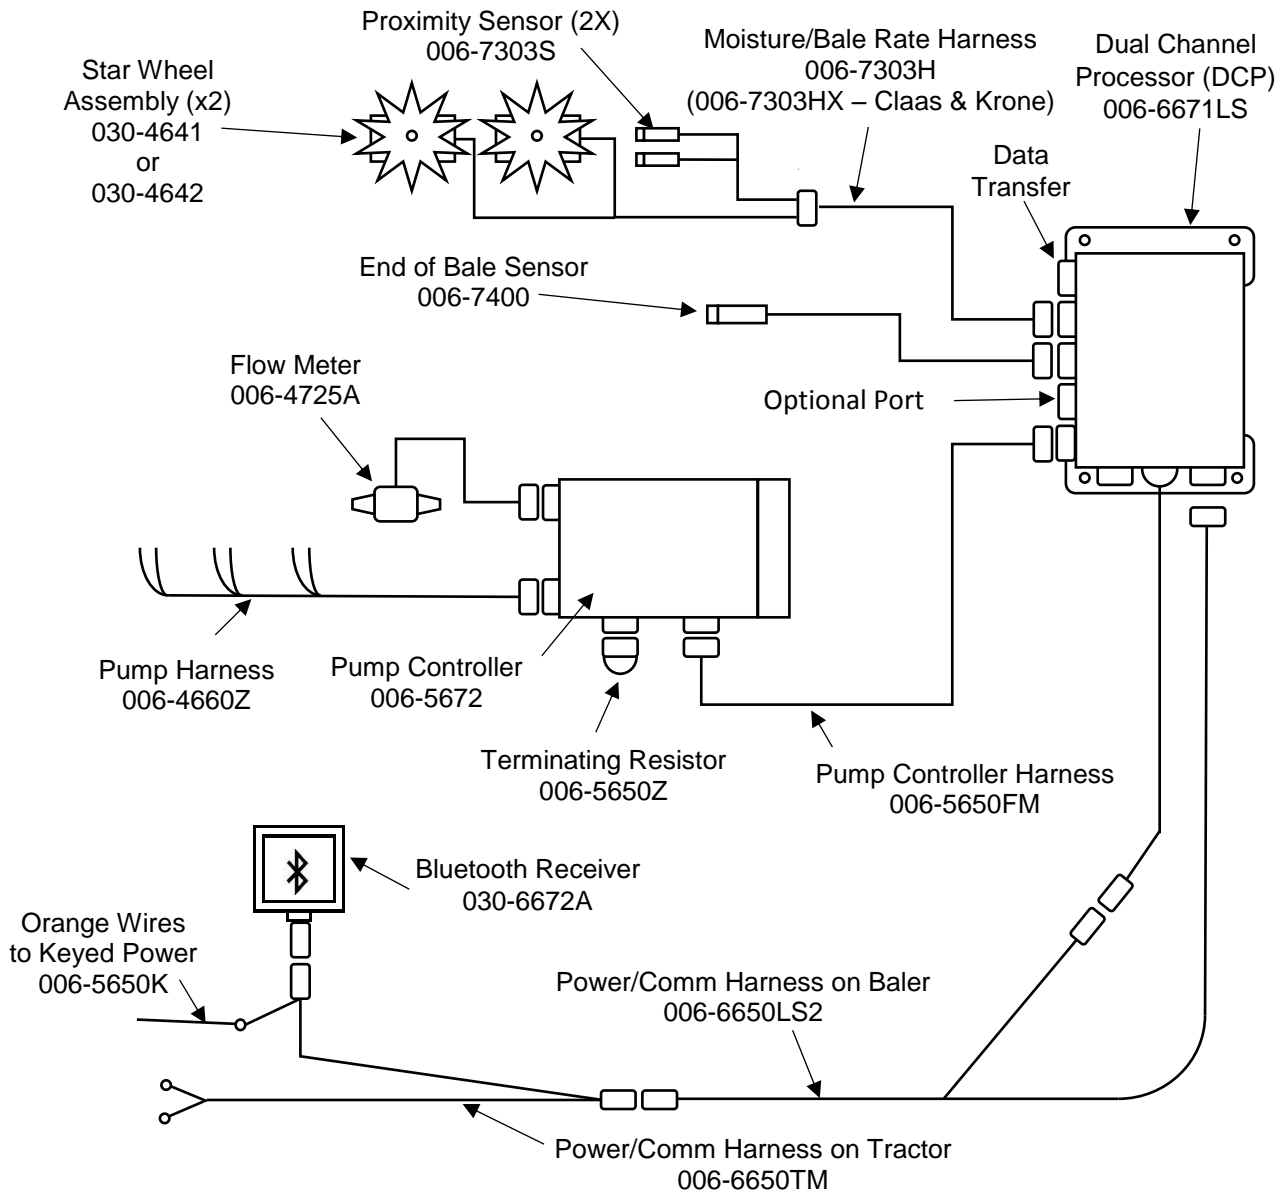 Proximity Sensor (2X)
006-7303S
Moisture/Bale Rate Harness
006-7303H
(006-7303HX – Claas & Krone)
Dual Channel
Processor (DCP)
006-6671LS
Star Wheel
Assembly (x2)
030-4641
or
030-4642
Data
Transfer
End of Bale Sensor
006-7400
Flow Meter
006-4725A
Optional Port
Pump Harness
006-4660Z
Pump Controller
006-5672
Terminating Resistor
006-5650Z
Pump Controller Harness
006-5650FM
Bluetooth Receiver
030-6672A
Orange Wires
to Keyed Power
006-5650K
Power/Comm Harness on Baler
006-6650LS2
Power/Comm Harness on Tractor
006-6650TM